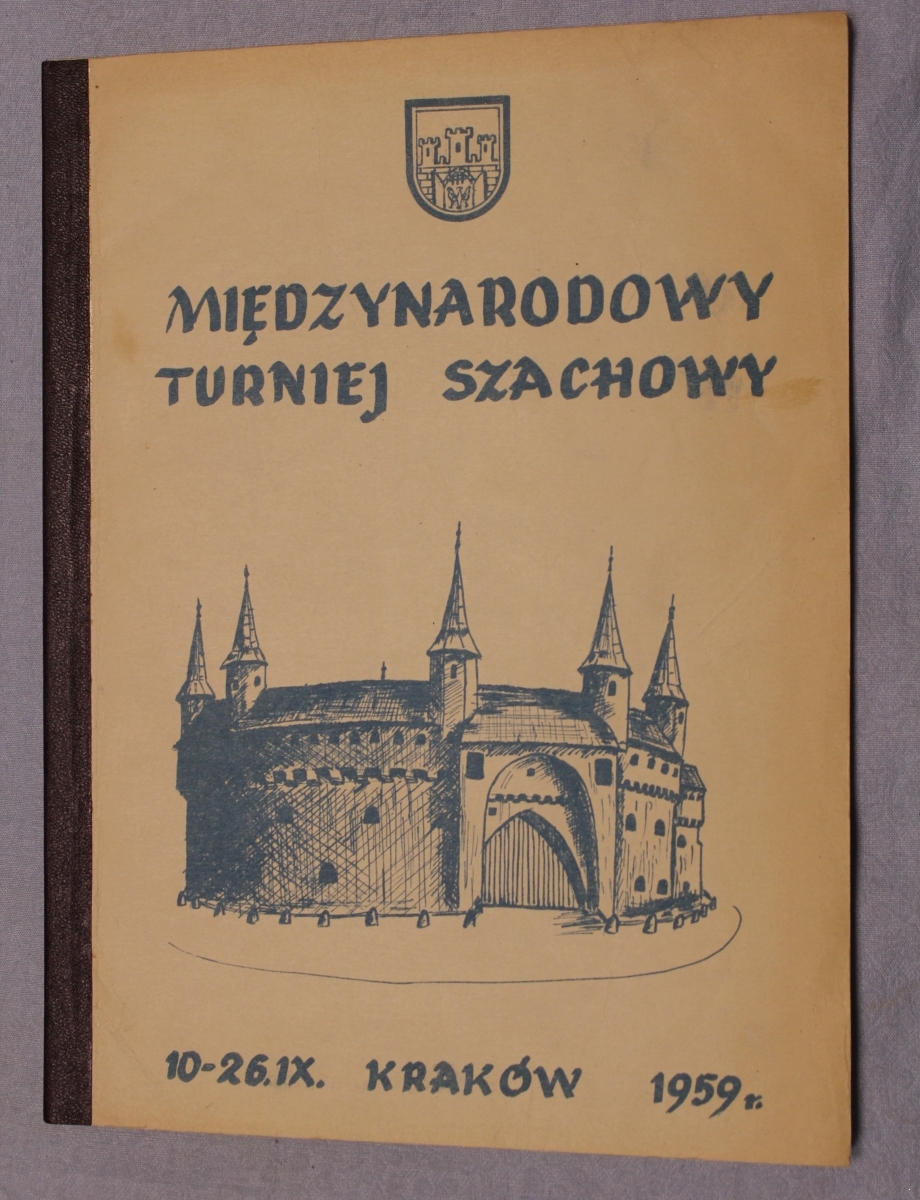 MIĘDZYNARODOWY
TURNIEJ SZACHOWY
10-26.IX. KRAKÓW 1959 r.